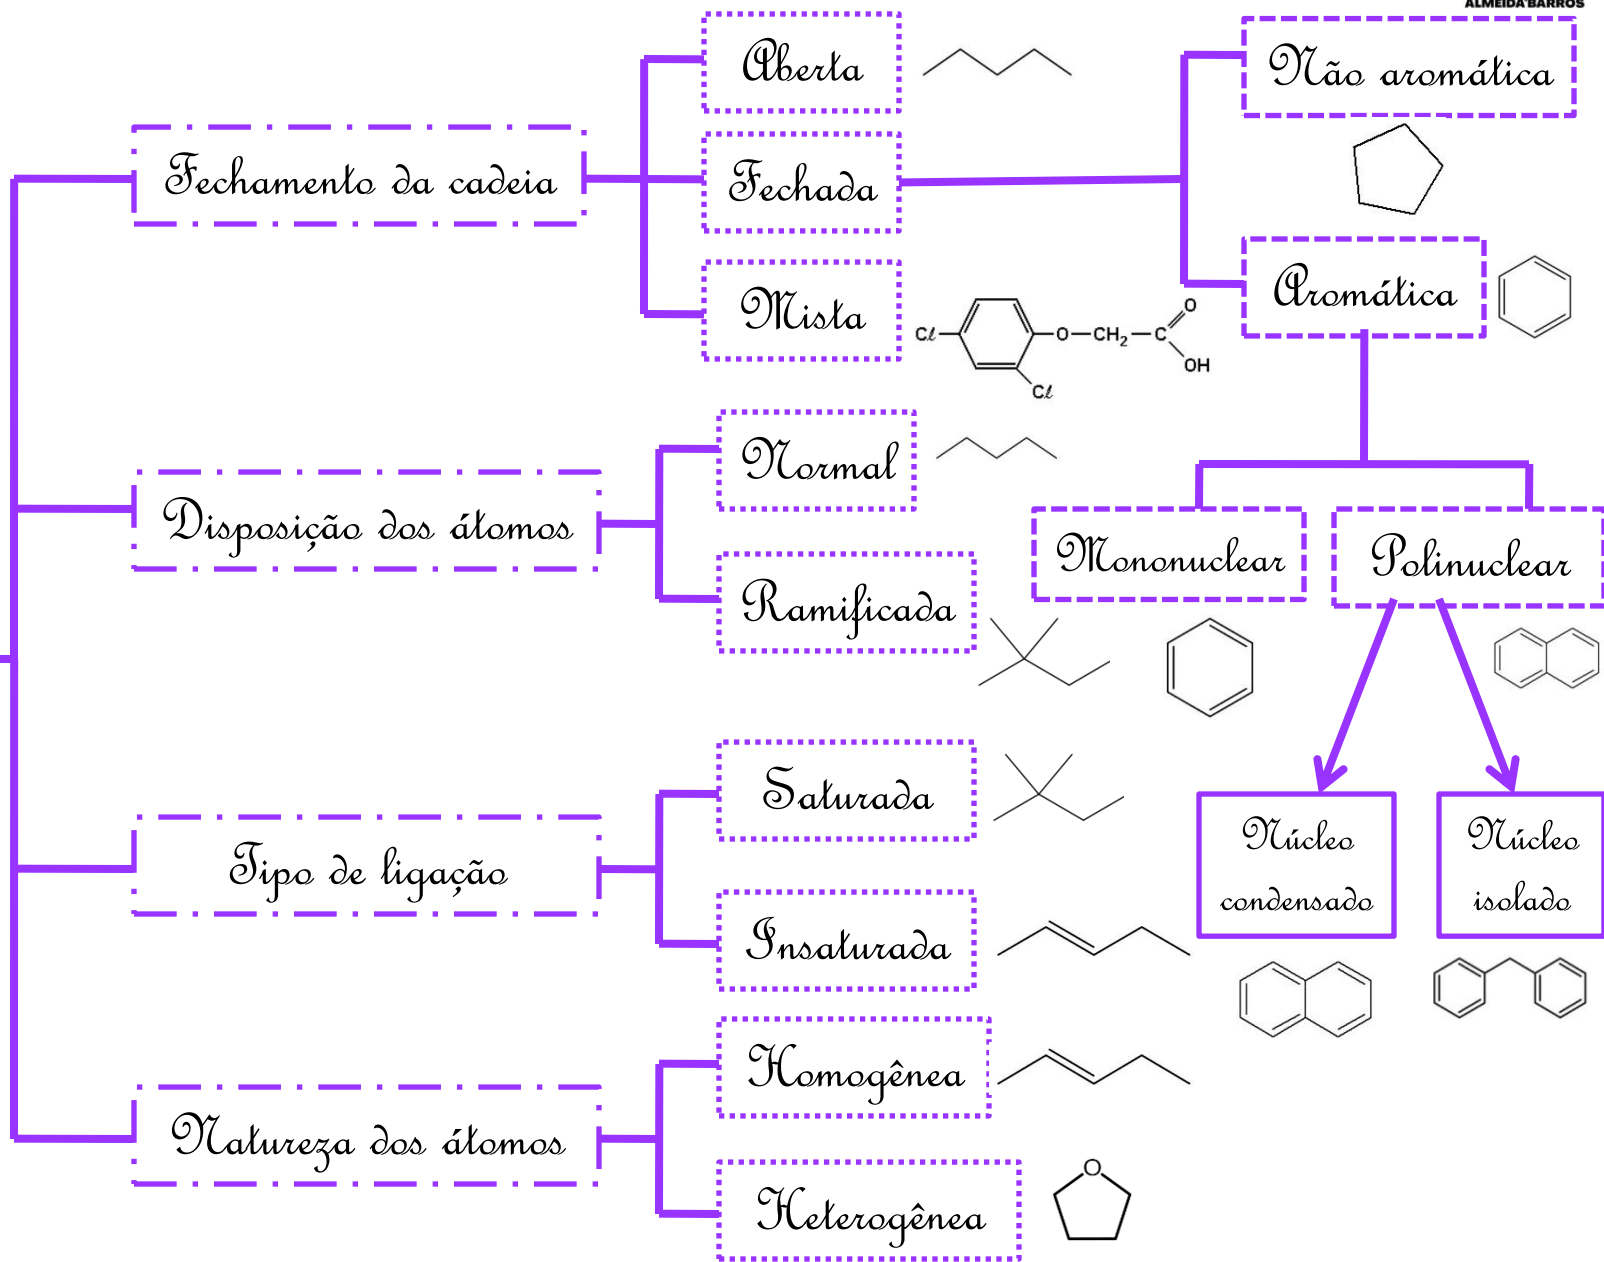 ALMEIDA BARROS
Aberta
Não aromática
Fechamento da cadeia
Fechada
Mista
Aromática
Cl
O
CH2
C
O
OH
Cl
Normal
Disposição dos átomos
Ramificada
Mononuclear
Polinuclear
Saturada
Tipo de ligação
Insaturada
Núcleo
condensado
Núcleo
isolado
Homogênea
Natureza dos átomos
Heterogênea
O